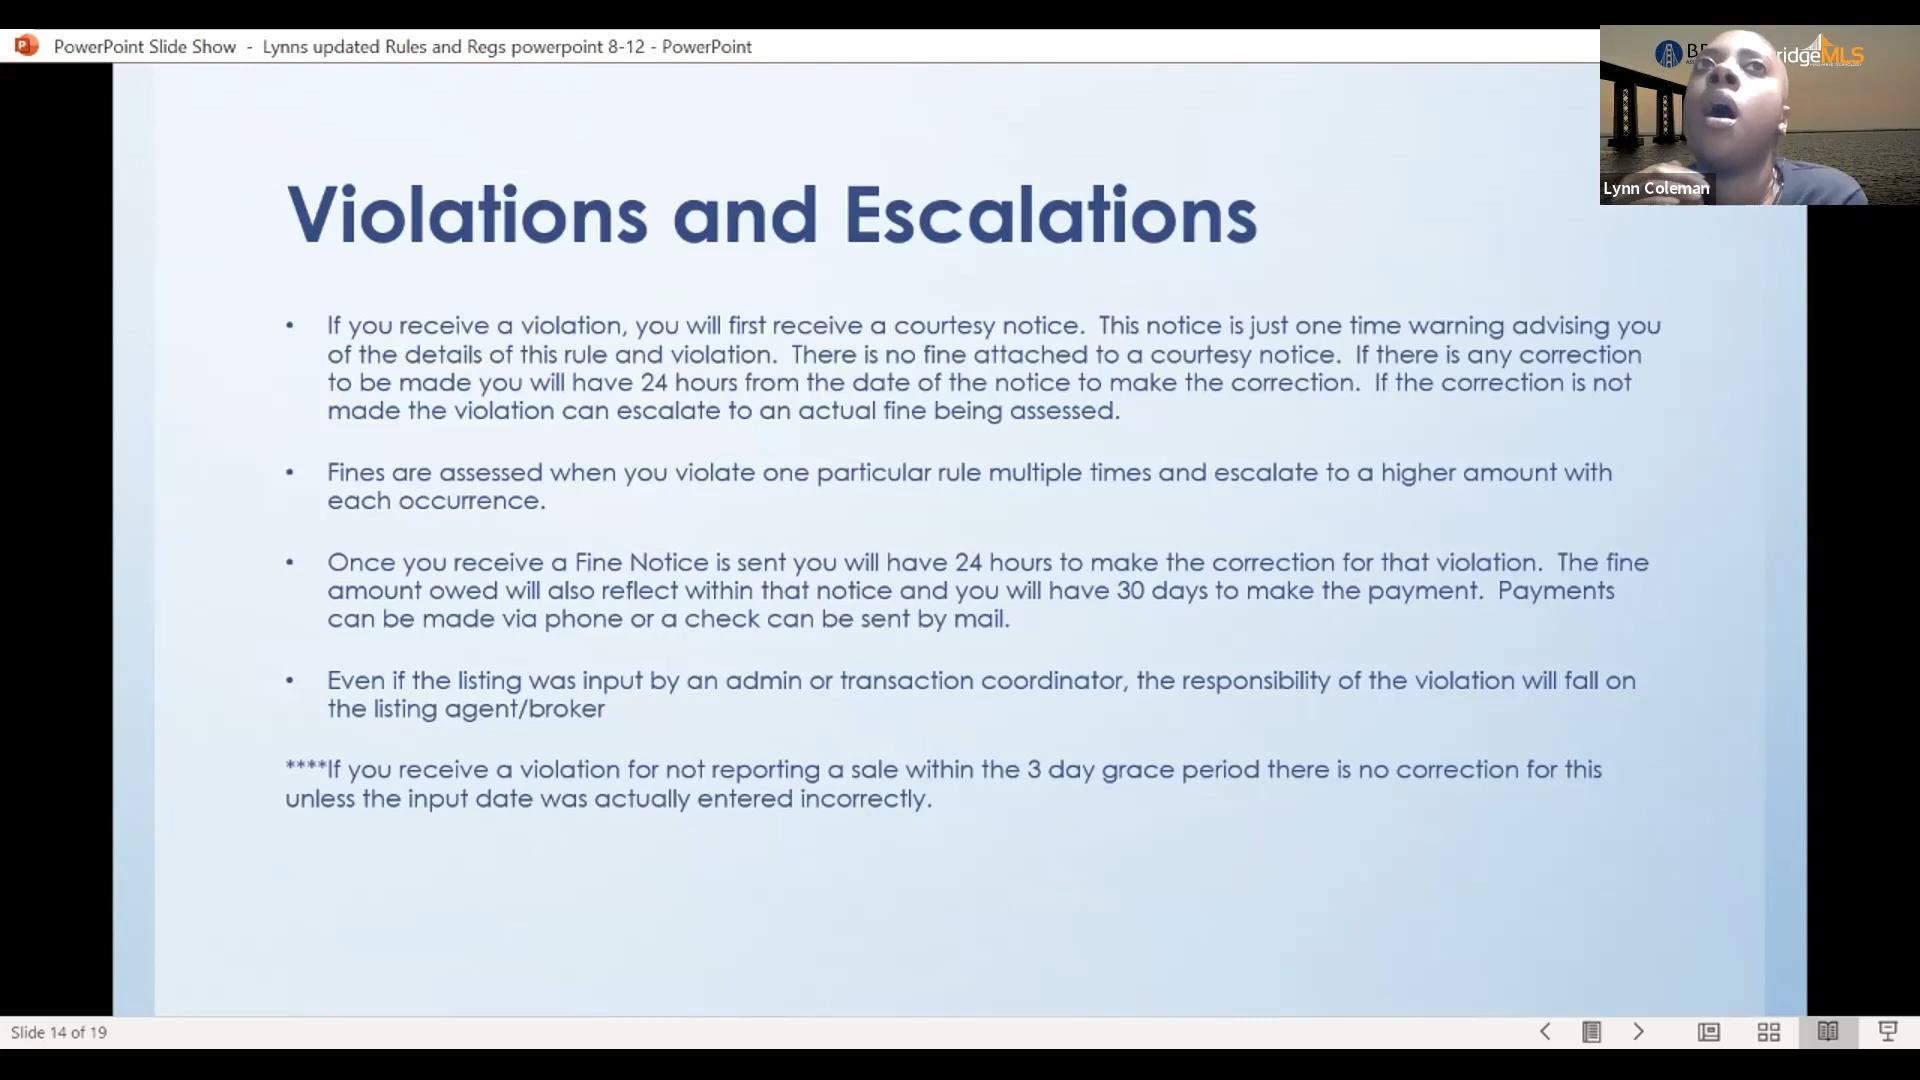 PowerPoint Slide Show - Lynns updated Rules and Regs powerpoint 8-12 - PowerPoint
ridgeMLS
Lynn Coleman
Violations and Escalations
• If you receive a violation, you will first receive a courtesy notice. This notice is just one time warning advising you
of the details of this rule and violation. There is no fine attached to a courtesy notice. If there is any correction
to be made you will have 24 hours from the date of the notice to make the correction. If the correction is not
made the violation can escalate to an actual fine being assessed.
• Fines are assessed when you violate one particular rule multiple times and escalate to a higher amount with
each occurrence.
• Once you receive a Fine Notice is sent you will have 24 hours to make the correction for that violation. The fine
amount owed will also reflect within that notice and you will have 30 days to make the payment. Payments
can be made via phone or a check can be sent by mail.
• Even if the listing was input by an admin or transaction coordinator, the responsibility of the violation will fall on
the listing agent/broker
****If you receive a violation for not reporting a sale within the 3 day grace period there is no correction for this
unless the input date was actually entered incorrectly.
Slide 14 of 19